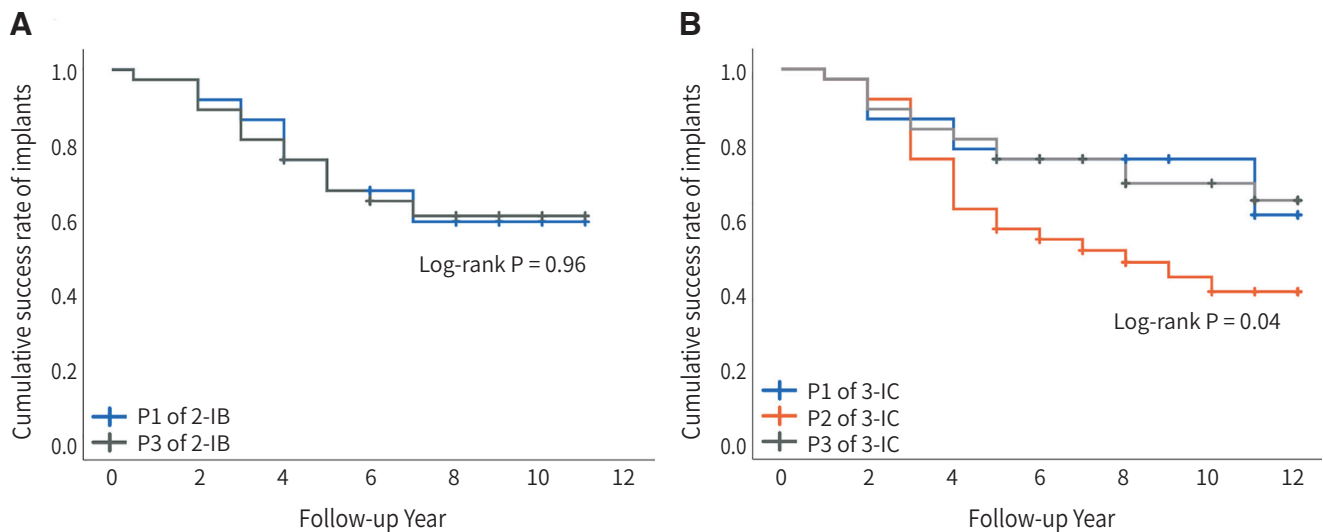 A
Cumulative success rate of implants
1.0
0.8
0.6
0.4
0.2
0.0
Log-rank P = 0.96
P1 of 2-IB
P3 of 2-IB
0 2 4 6 8 10 12
Follow-up Year
B
Cumulative success rate of implants
1.0
0.8
0.6
0.4
0.2
0.0
Log-rank P = 0.04
P1 of 3-IC
P2 of 3-IC
P3 of 3-IC
0 2 4 6 8 10 12
Follow-up Year